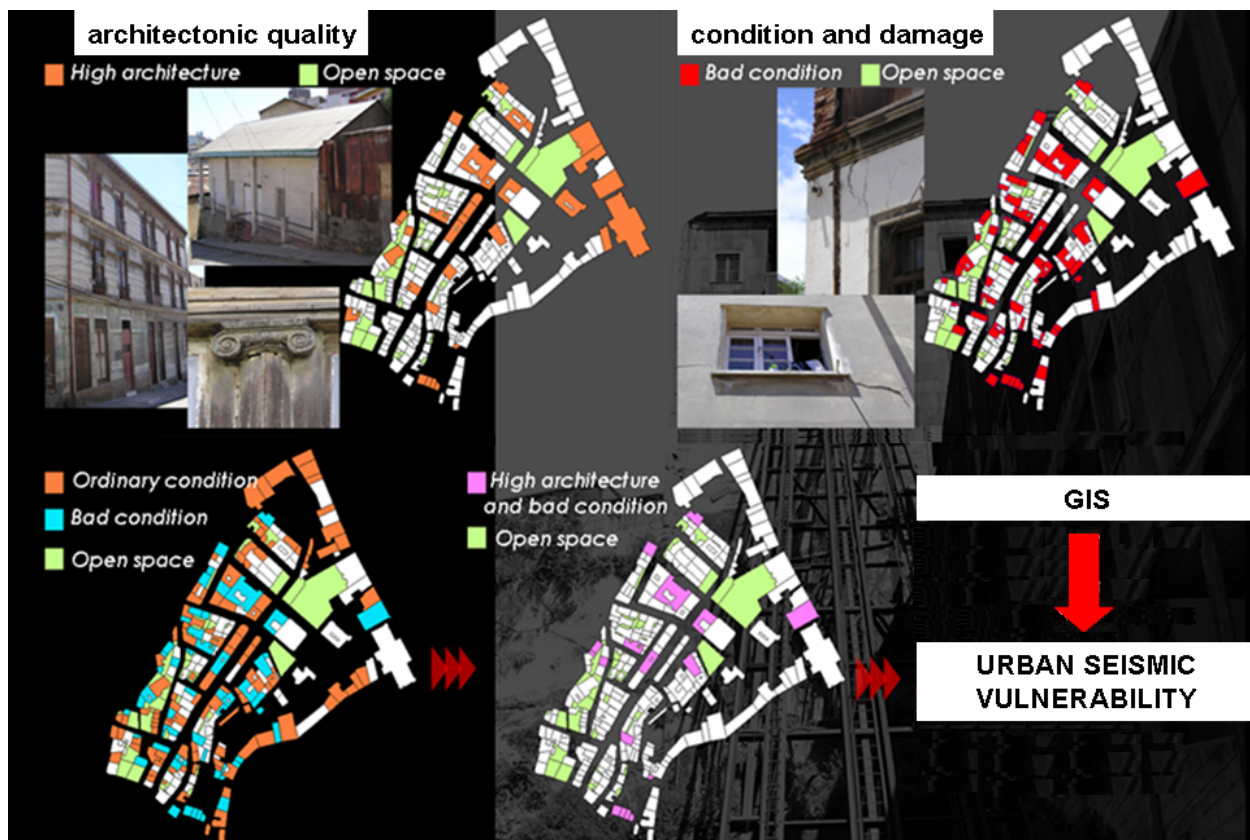 architectonic quality
High architecture
Open space
condition and damage
Bad condition
Open space
Ordinary condition
Bad condition
Open space
High architecture
and bad condition
Open space
GIS
URBAN SEISMIC
VULNERABILITY